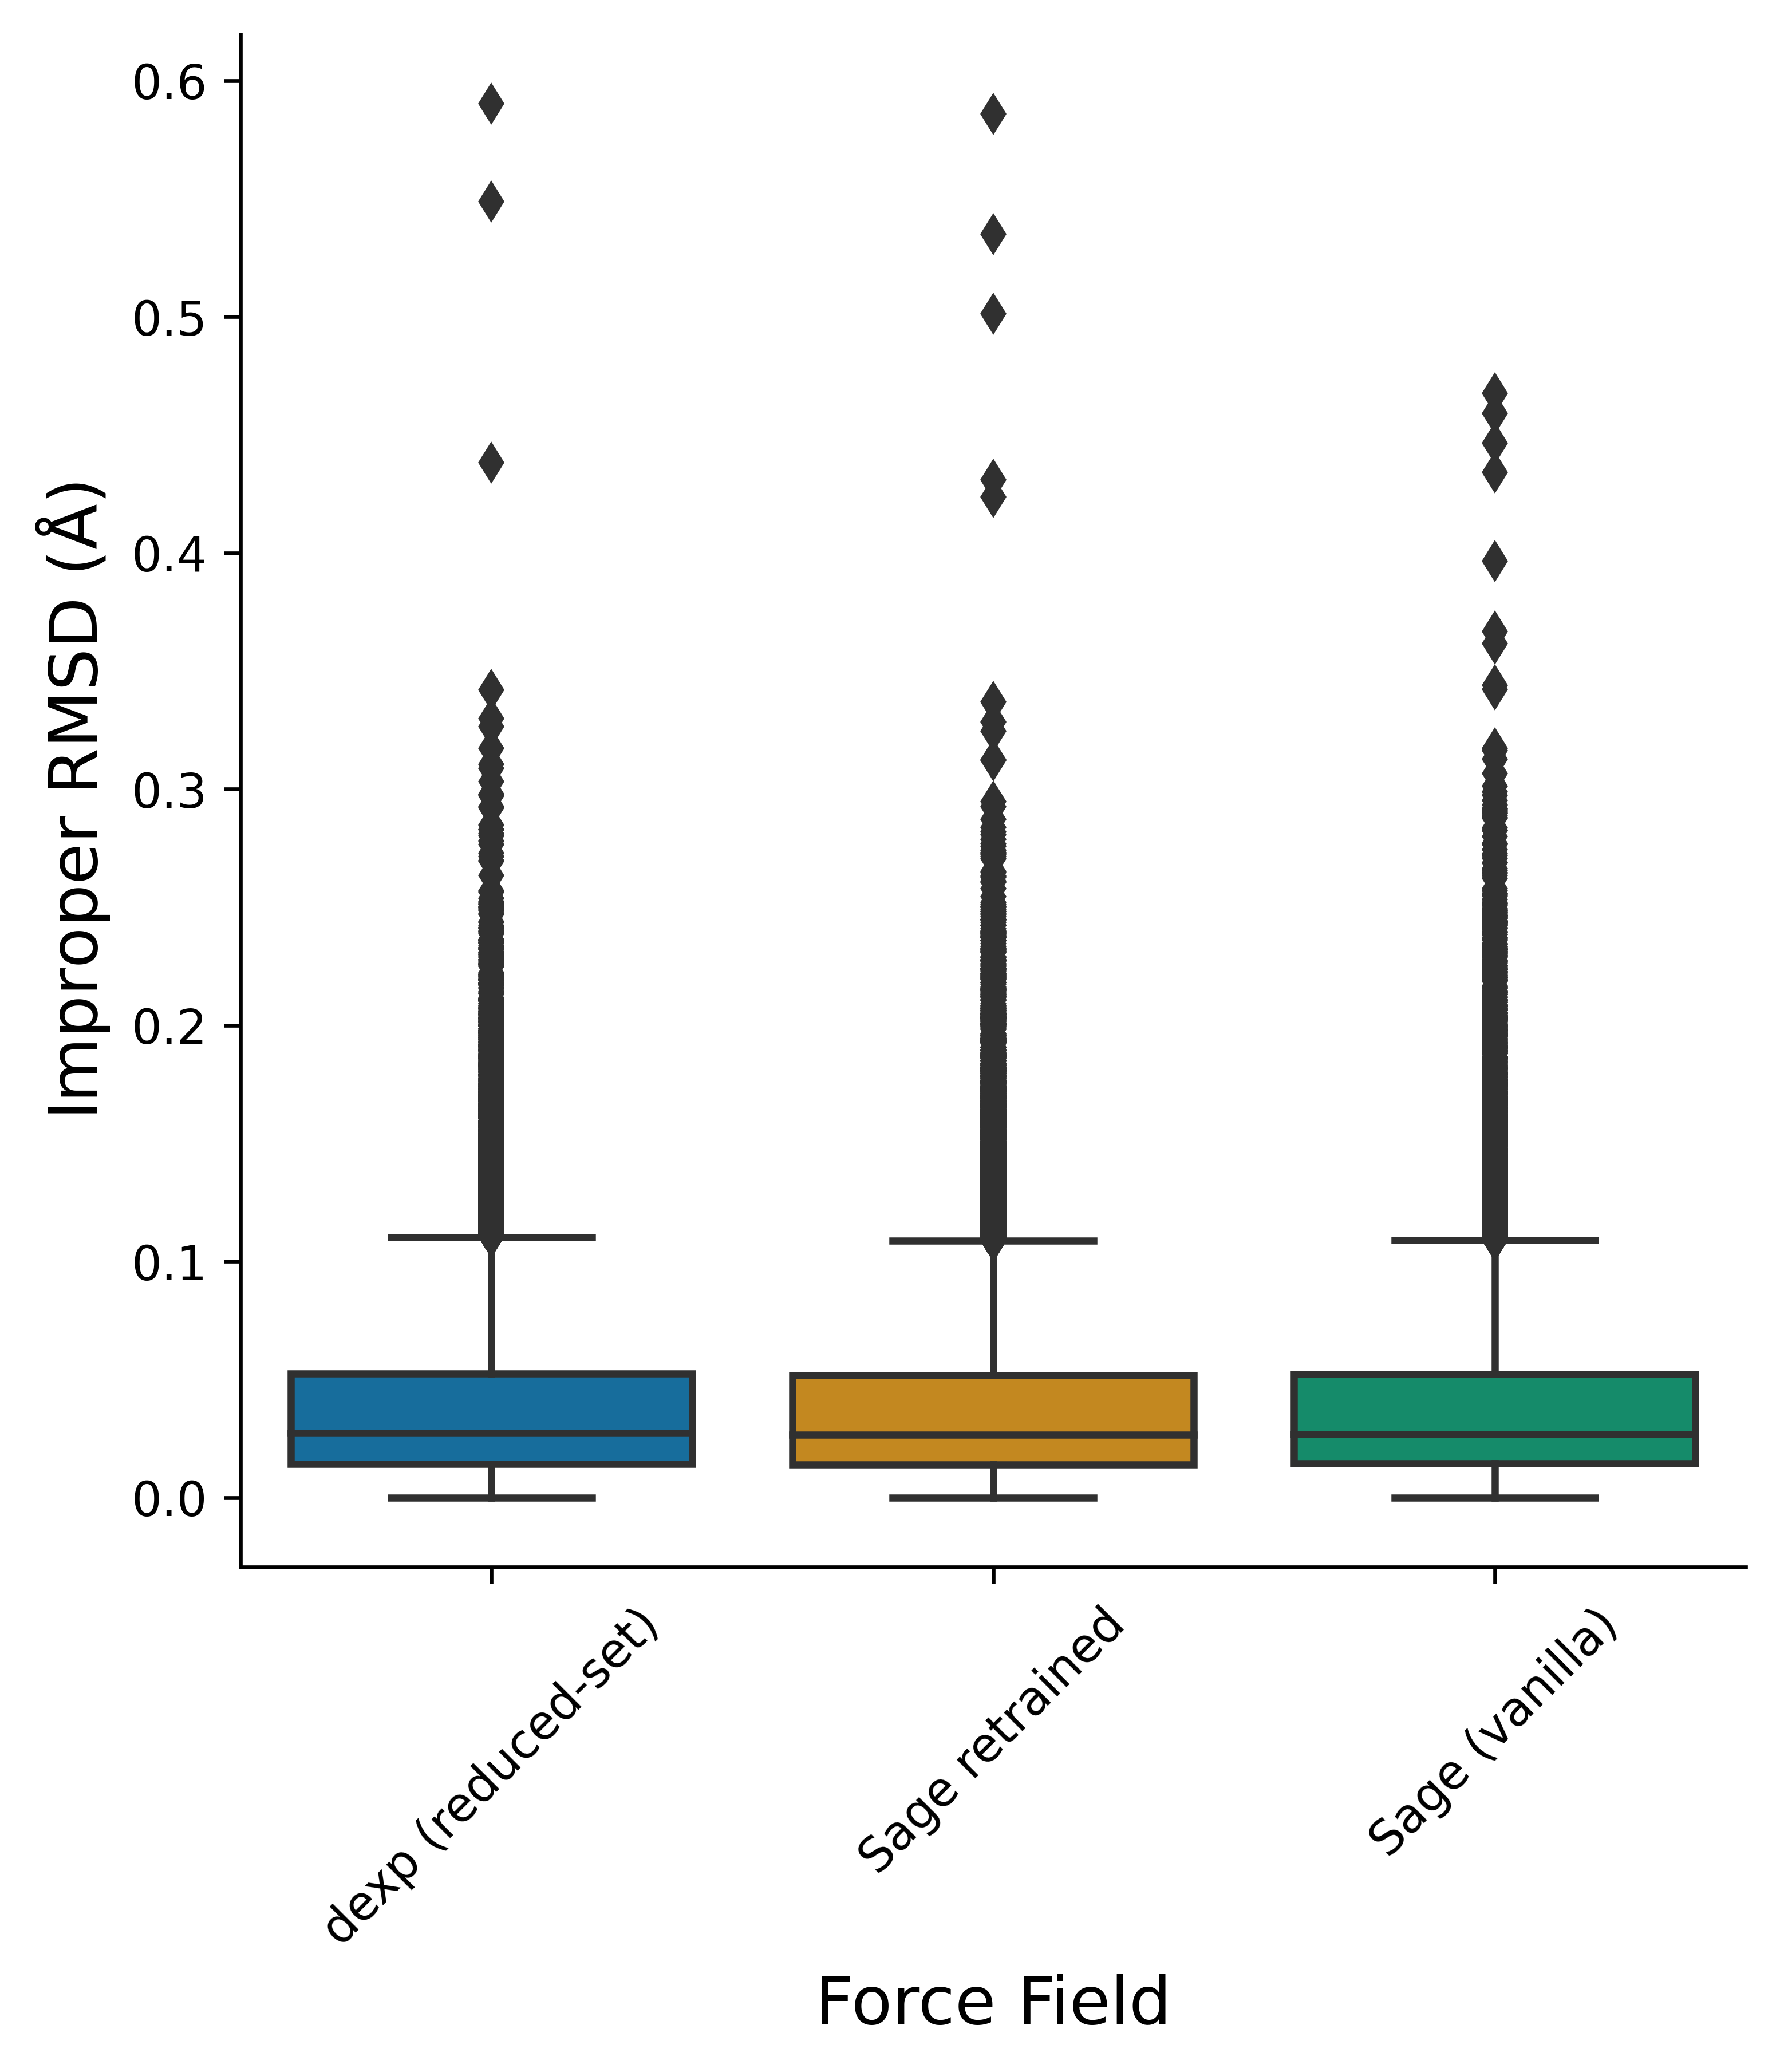 0.6
0.5
0.4
0.3
0.2
0.1
0.0
Improper RMSD (Å)
dexp (reduced-set)
Sage retrained
Sage (vanilla)
Force Field